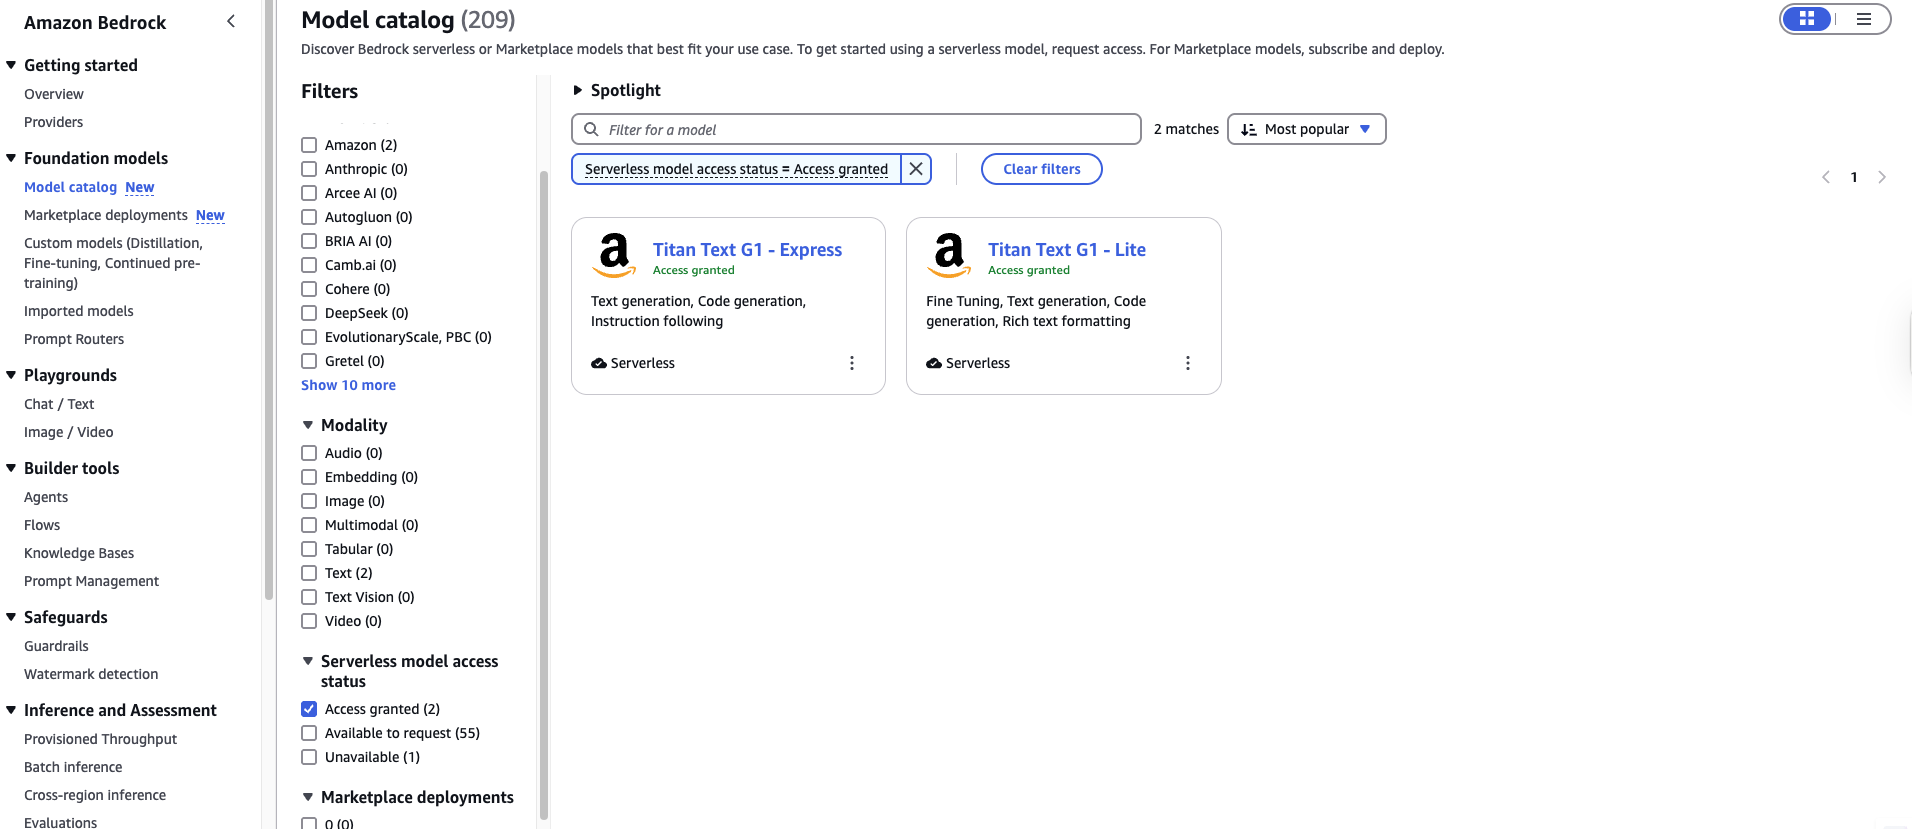 Amazon Bedrock
Getting started
Overview
Providers
Foundation models
Model catalog New
Marketplace deployments New
Custom models (Distillation,
Fine-tuning, Continued pre-
training)
Imported models
Prompt Routers
Playgrounds
Chat / Text
Image / Video
Builder tools
Agents
Flows
Knowledge Bases
Prompt Management
Safeguards
Guardrails
Watermark detection
Inference and Assessment
Provisioned Throughput
Batch inference
Cross-region inference
Evaluations
Model catalog (209)
Discover Bedrock serverless or Marketplace models that best fit your use case. To get started using a serverless model, request access. For Marketplace models, subscribe and deploy.
Filters
Amazon (2)
Anthropic (0)
Arcee AI (0)
Autogluon (0)
BRIA AI (0)
Camb.ai (0)
Cohere (0)
DeepSeek (0)
EvolutionaryScale, PBC (0)
Gretel (0)
Show 10 more
Modality
Audio (0)
Embedding (0)
Image (0)
Multimodal (0)
Tabular (0)
Text (2)
Text Vision (0)
Video (0)
Serverless model access
status
Access granted (2)
Available to request (55)
Unavailable (1)
Marketplace deployments
0 (0)
Spotlight
Filter for a model
2 matches
Most popular
Serverless model access status = Access granted
Clear filters
1
a
Titan Text G1 - Express
Access granted
Text generation, Code generation,
Instruction following
Serverless
a
Titan Text G1 - Lite
Access granted
Fine Tuning, Text generation, Code
generation, Rich text formatting
Serverless